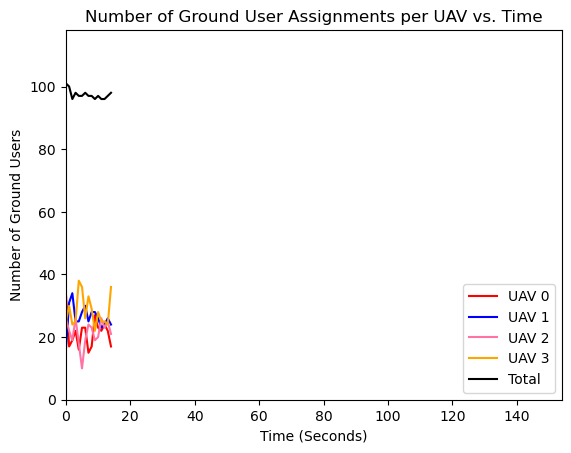 Number of Ground User Assignments per UAV vs. Time
Number of Ground Users
100
80
60
40
20
0
0 20 40 60 80 100 120 140
Time (Seconds)
UAV 0
UAV 1
UAV 2
UAV 3
Total